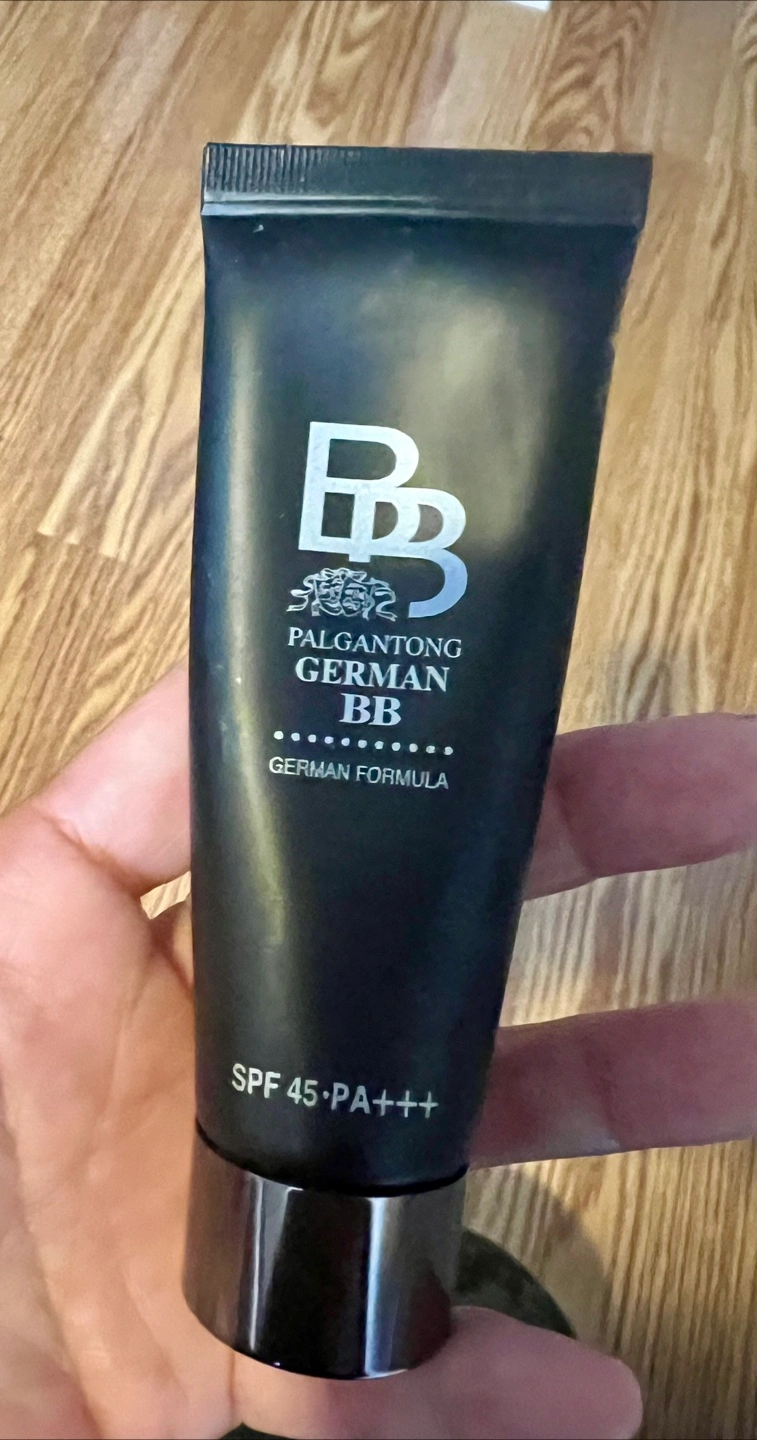 BB
PALGANTONG
GERMAN
BB
GERMAN FORMULA
SPF 45·PA+++